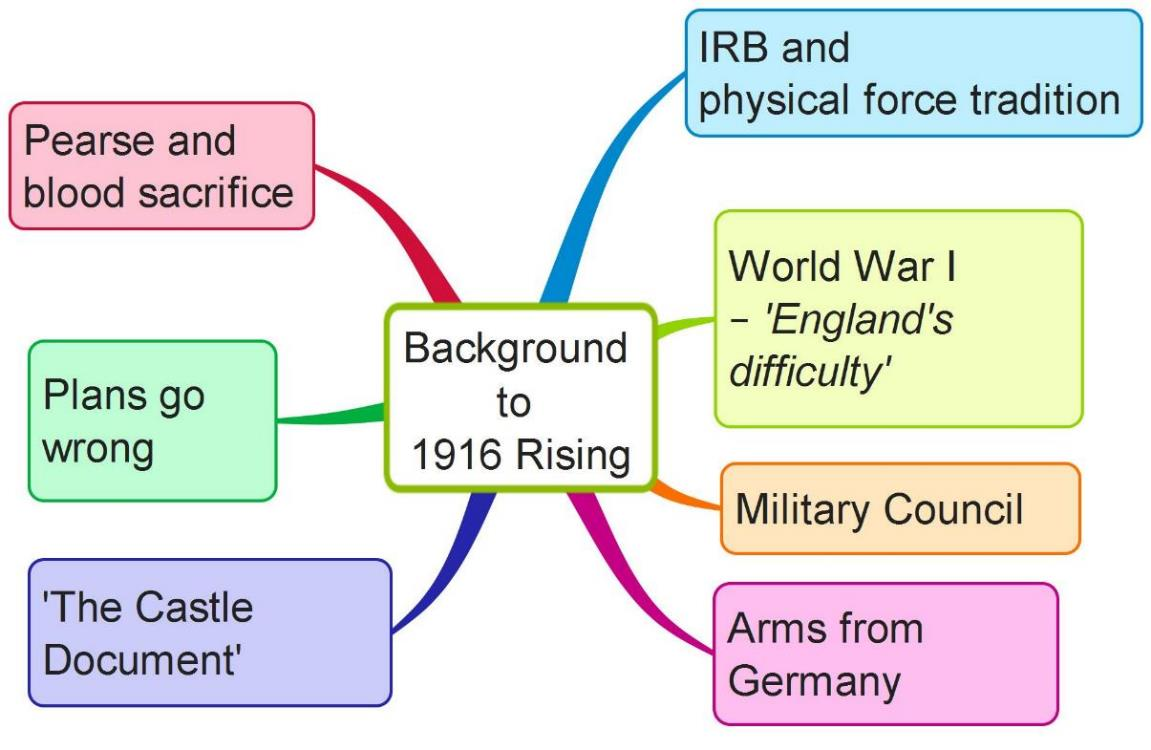 IRB and
physical force tradition
Pearse and
blood sacrifice
World War I
– 'England's
difficulty'
Background
to
1916 Rising
Plans go
wrong
Military Council
'The Castle
Document'
Arms from
Germany